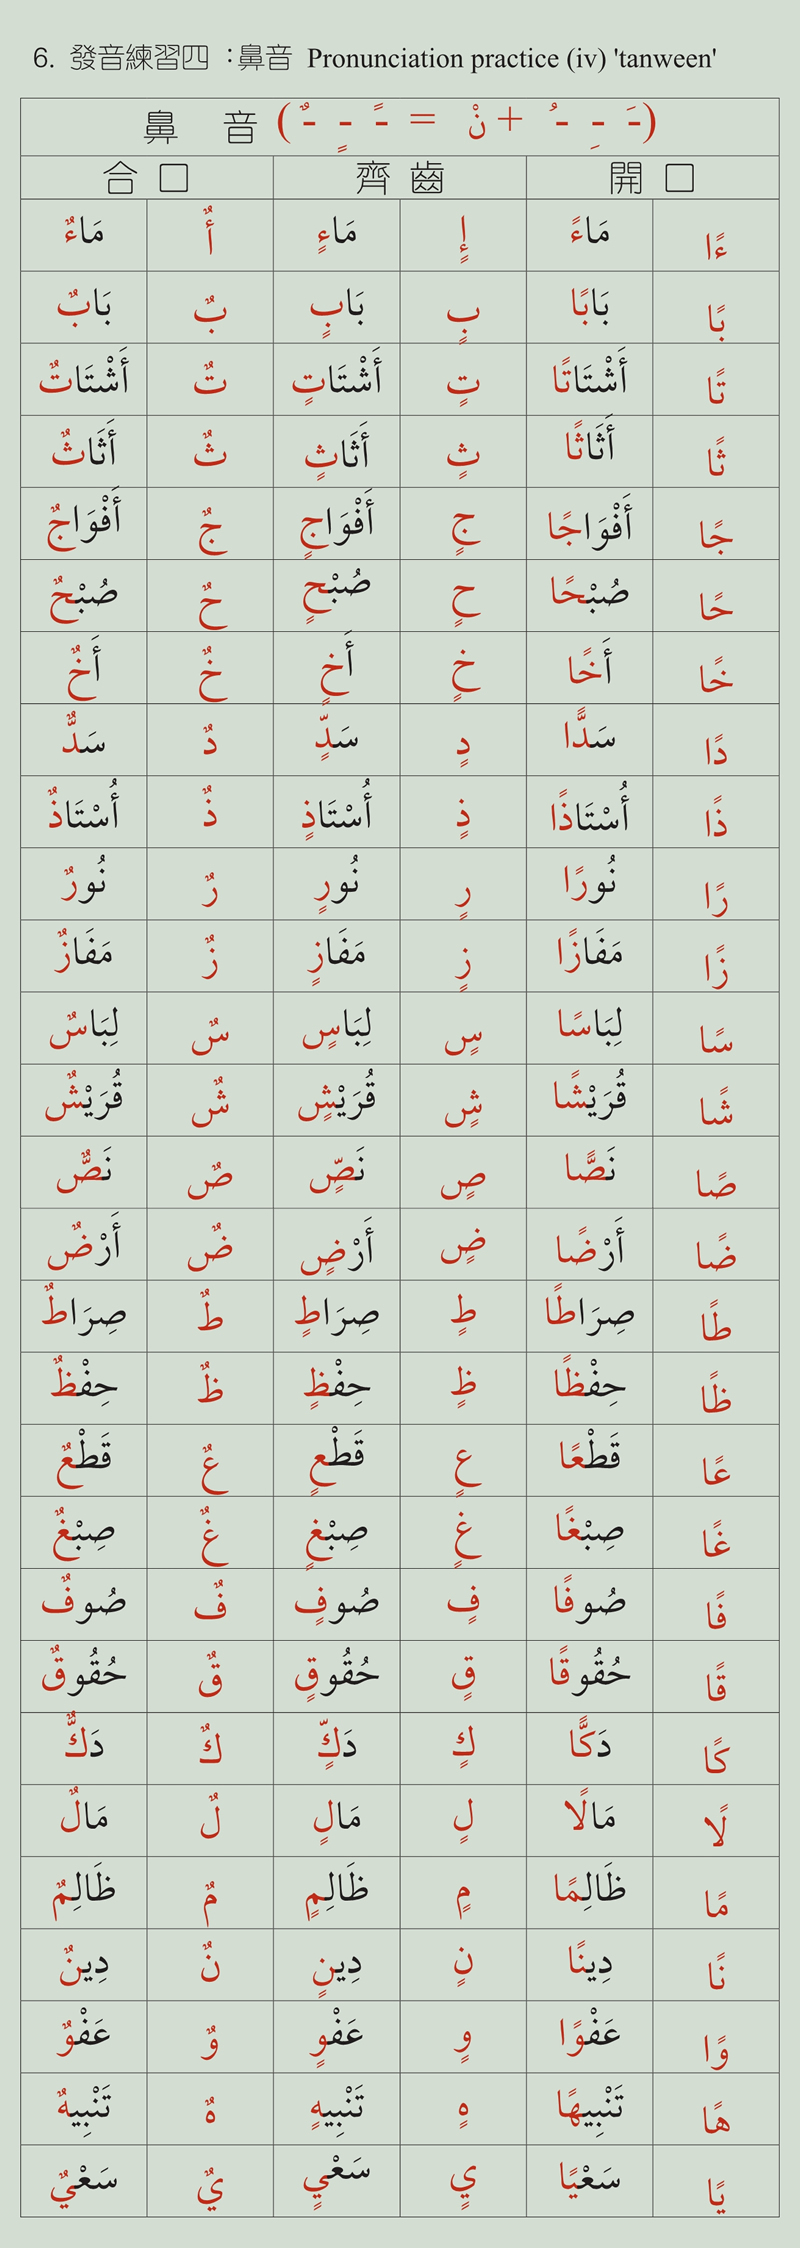 6. 發音練習四 :鼻音 Pronunciation practice (iv) 'tanween'
鼻 音 (ـَ ـِ ـُ + نْ = ـً ـٍ ـٌ)
合口 齊齒 開口
ءًا مَاءً إٍ مَاءٍ أٌ مَاءٌ
بًا بَابًا بٍ بَابٍ بٌ بَابٌ
تًا أَشْتَاتًا تٍ أَشْتَاتٍ تٌ أَشْتَاتٌ
ثًا أَثَاثًا ثٍ أَثَاثٍ ثٌ أَثَاثٌ
جًا أَفْوَاجًا جٍ أَفْوَاجٍ جٌ أَفْوَاجٌ
حًا صُبْحًا حٍ صُبْحٍ حٌ صُبْحٌ
خًا أَخًا خٍ أَخٍ خٌ أَخٌ
دًا سَدًّا دٍ سَدٍّ دٌ سَدٌّ
ذًا أُسْتَاذًا ذٍ أُسْتَاذٍ ذٌ أُسْتَاذٌ
رًا نُورًا رٍ نُورٍ رٌ نُورٌ
زًا مَفَازًا زٍ مَفَازٍ زٌ مَفَازٌ
سًا لِبَاسًا سٍ لِبَاسٍ سٌ لِبَاسٌ
شًا قُرَيْشًا شٍ قُرَيْشٍ شٌ قُرَيْشٌ
صًا نَصًّا صٍ نَصٍّ صٌ نَصٌّ
ضًا أَرْضًا ضٍ أَرْضٍ ضٌ أَرْضٌ
طًا صِرَاطًا طٍ صِرَاطٍ طٌ صِرَاطٌ
ظًا حِفْظًا ظٍ حِفْظٍ ظٌ حِفْظٌ
عًا قَطْعًا عٍ قَطْعٍ عٌ قَطْعٌ
غًا صِبْغًا غٍ صِبْغٍ غٌ صِبْغٌ
فًا صُوفًا فٍ صُوفٍ فٌ صُوفٌ
قًا حُقُوقًا قٍ حُقُوقٍ قٌ حُقُوقٌ
كًا دَكًّا كٍ دَكٍّ كٌ دَكٌّ
لًا مَالًا لٍ مَالٍ لٌ مَالٌ
مًا ظَالِمًا مٍ ظَالِمٍ مٌ ظَالِمٌ
نًا دِينًا نٍ دِينٍ نٌ دِينٌ
وًا عَفْوًا وٍ عَفْوٍ وٌ عَفْوٌ
هًا تَنْبِيهًا هٍ تَنْبِيهٍ هٌ تَنْبِيهٌ
يًا سَعْيًا يٍ سَعْيٍ يٌ سَعْيٌ